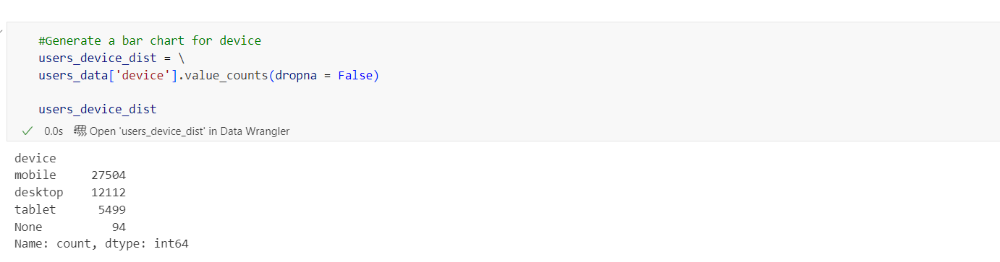 #Generate a bar chart for device
users_device_dist = \
users_data['device'].value_counts(dropna = False)
users_device_dist
0.0s Open 'users_device_dist' in Data Wrangler
device
mobile     27504
desktop    12112
tablet      5499
None          94
Name: count, dtype: int64